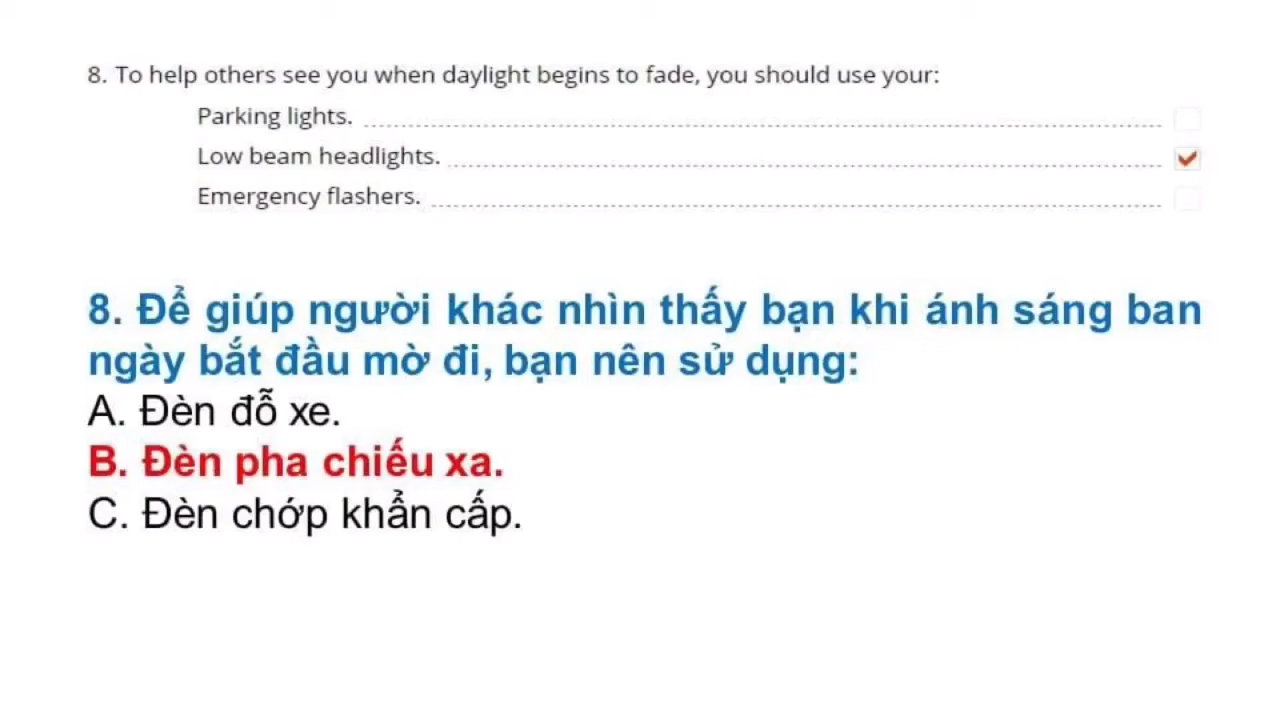 8. To help others see you when daylight begins to fade, you should use your:
Parking lights.
Low beam headlights.
Emergency flashers.
8. Để giúp người khác nhìn thấy bạn khi ánh sáng ban
ngày bắt đầu mờ đi, bạn nên sử dụng:
A. Đèn đỗ xe.
B. Đèn pha chiếu xa.
C. Đèn chớp khẩn cấp.